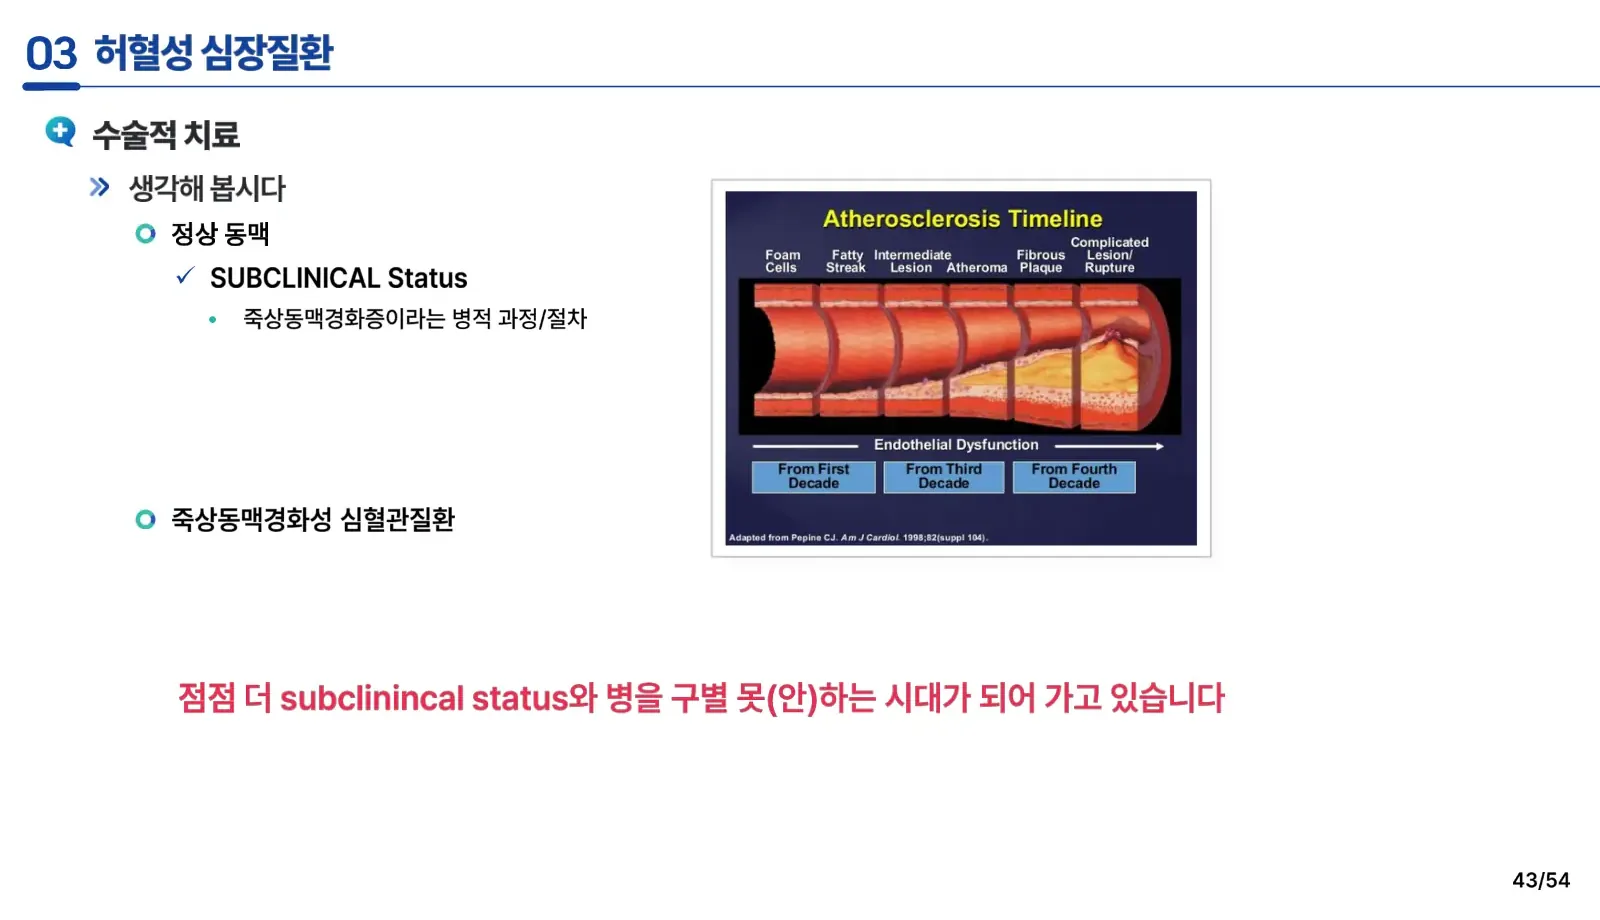 03 허혈성 심장질환
수술적 치료
생각해 봅시다
정상 동맥
SUBCLINICAL Status
죽상동맥경화증이라는 병적 과정/절차
죽상동맥경화성 심혈관질환
Atherosclerosis Timeline
Foam Cells
Fatty Streak
Intermediate Lesion
Atheroma
Fibrous Plaque
Complicated Lesion/ Rupture
Endothelial Dysfunction
From First Decade
From Third Decade
From Fourth Decade
Adapted from Pepine CJ. Am J Cardiol. 1998;82(suppl 104).
점점 더 subclinincal status와 병을 구별 못(안)하는 시대가 되어 가고 있습니다
43/54